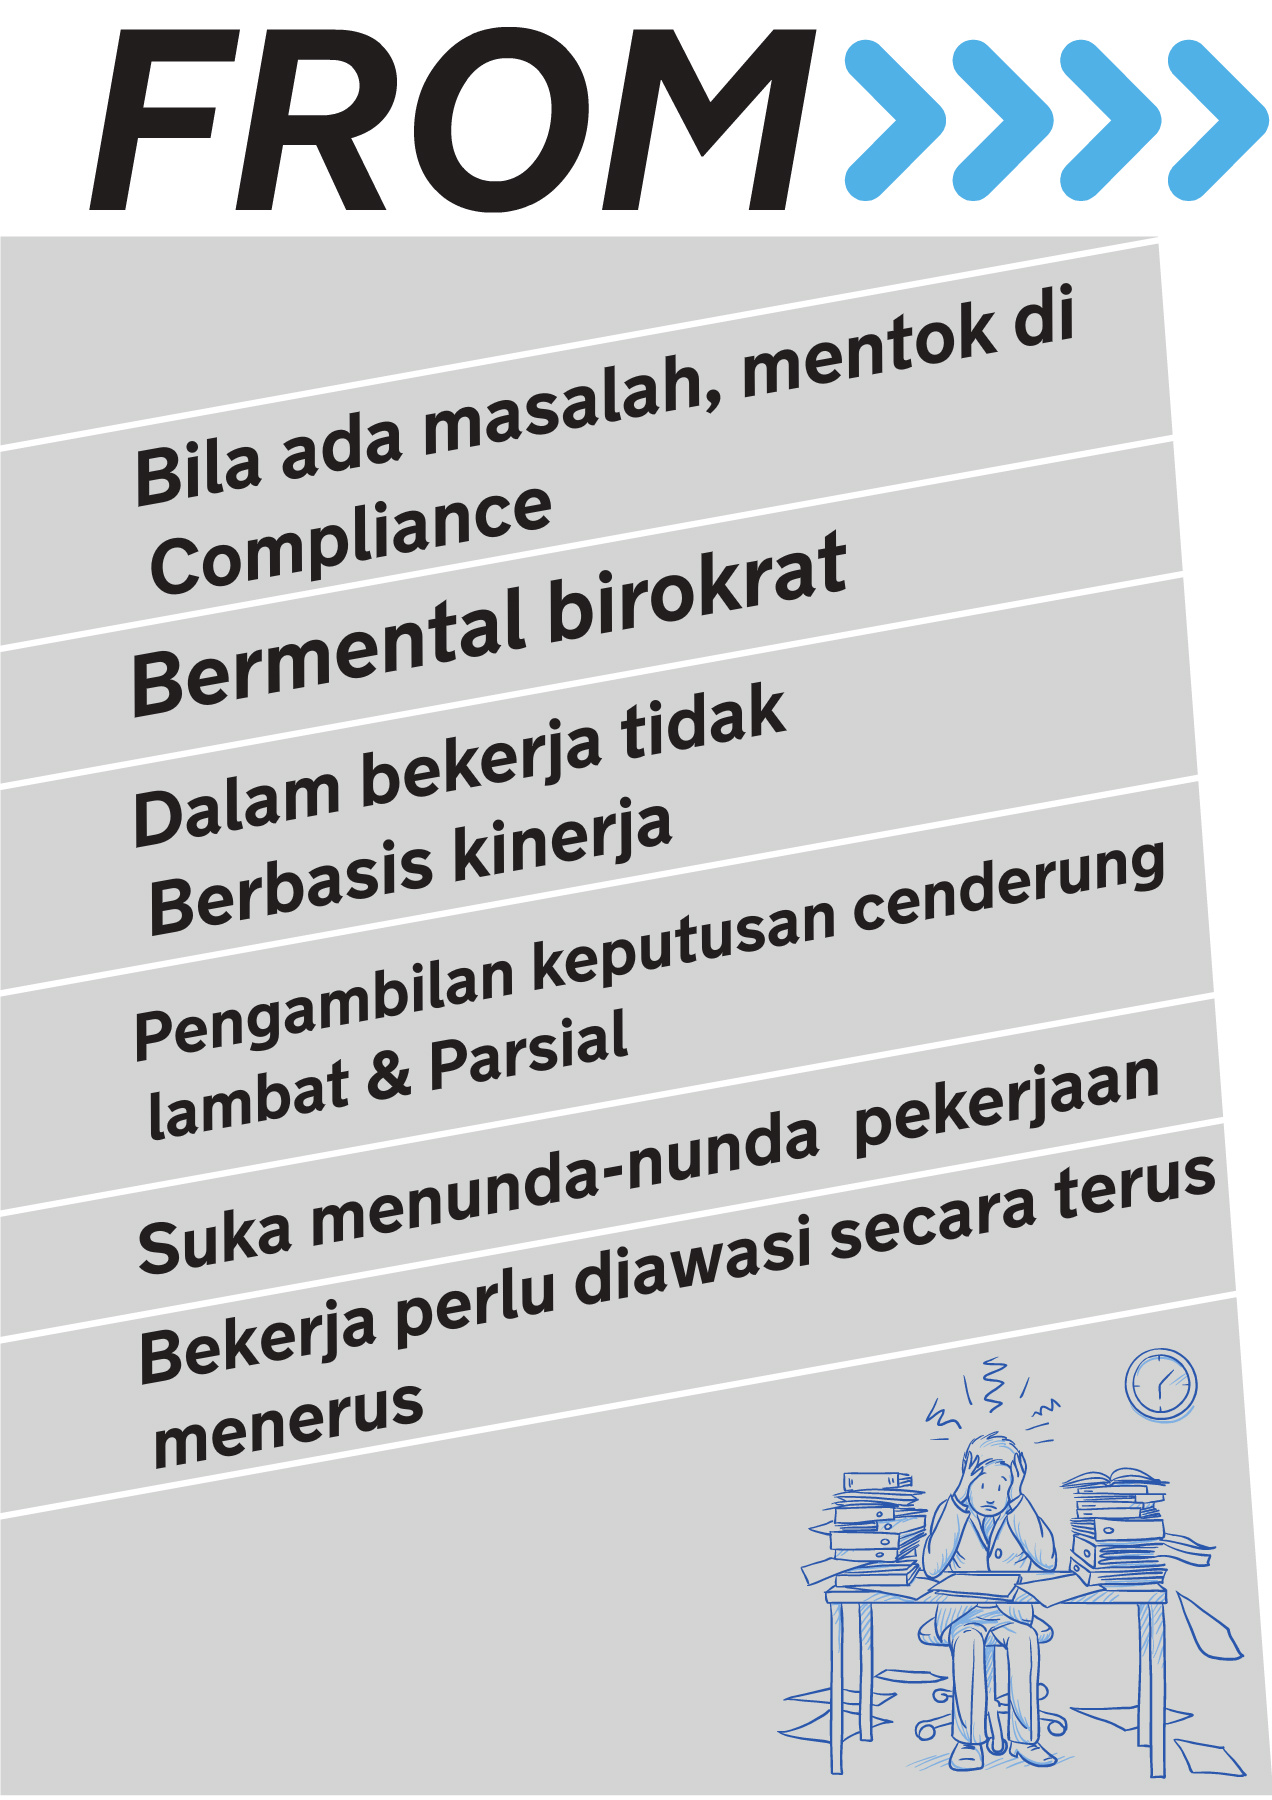 FROM
Bila ada masalah, mentok di
Compliance
Bermental birokrat
Dalam bekerja tidak
Berbasis kinerja
Pengambilan keputusan cenderung
lambat & Parsial
Suka menunda-nunda pekerjaan
Bekerja perlu diawasi secara terus
menerus